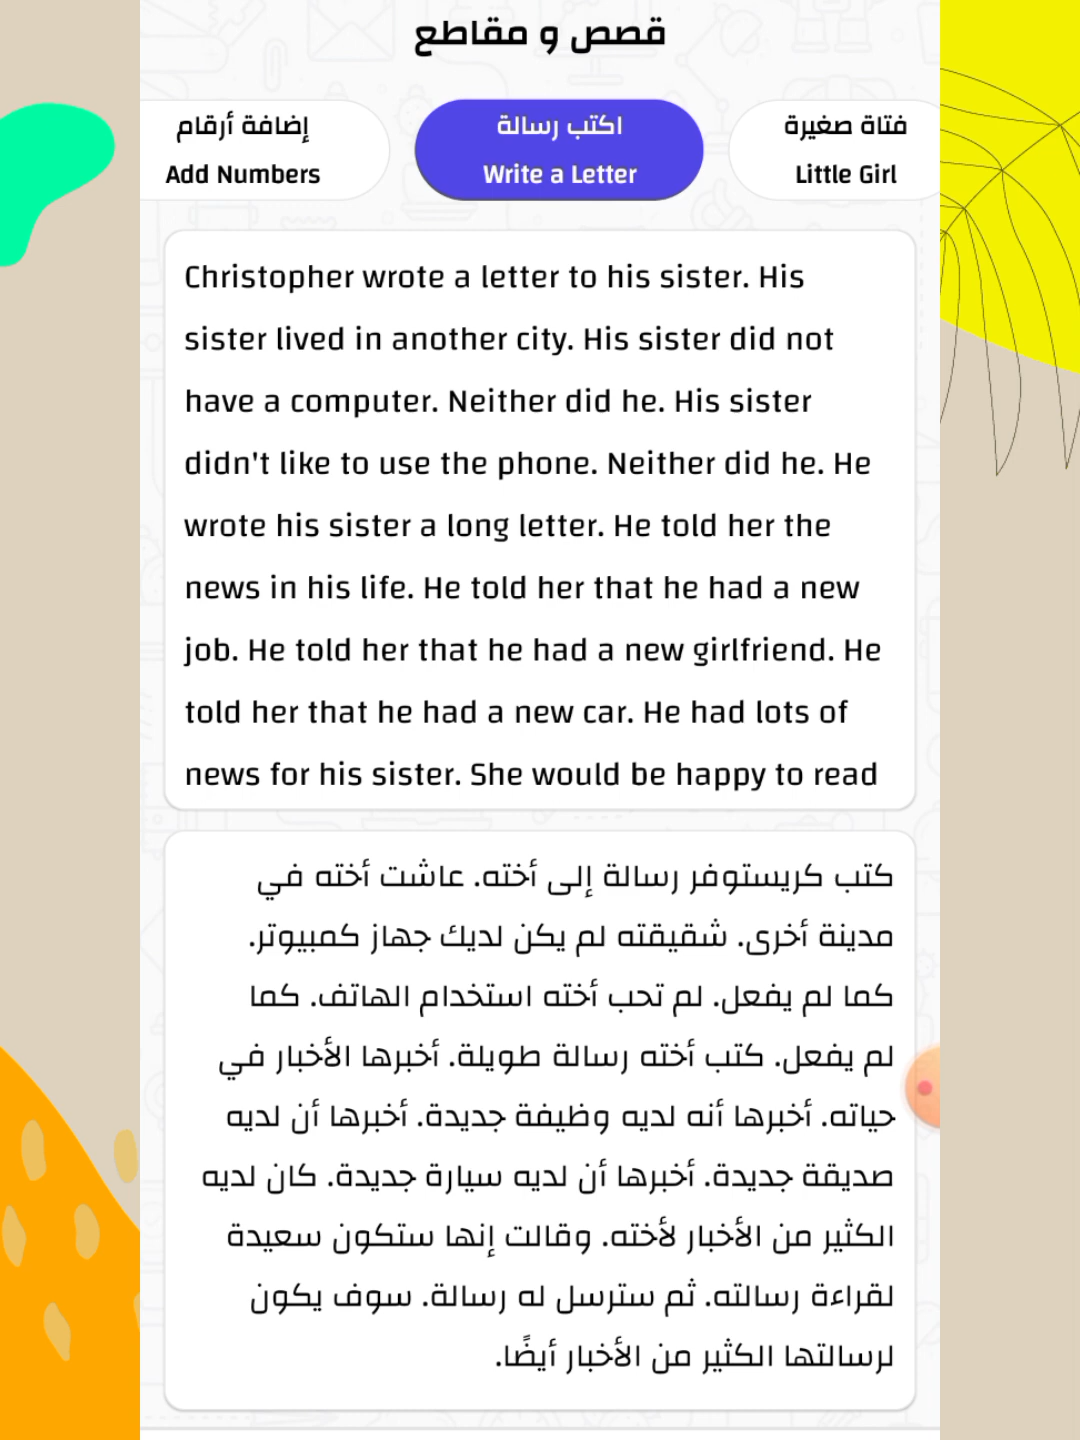 قصص و مقاطع
إضافة أرقام
Add Numbers
اكتب رسالة
Write a Letter
فتاة صغيرة
Little Girl
Christopher wrote a letter to his sister. His
sister lived in another city. His sister did not
have a computer. Neither did he. His sister
didn't like to use the phone. Neither did he. He
wrote his sister a long letter. He told her the
news in his life. He told her that he had a new
job. He told her that he had a new girlfriend. He
told her that he had a new car. He had lots of
news for his sister. She would be happy to read
كتب كريستوفر رسالة إلى أخته. عاشت أخته في
مدينة أخرى. شقيقته لم يكن لديك جهاز كمبيوتر.
كما لم يفعل. لم تحب أخته استخدام الهاتف. كما
لم يفعل. كتب أخته رسالة طويلة. أخبرها الأخبار في
حياته. أخبرها أنه لديه وظيفة جديدة. أخبرها أن لديه
صديقة جديدة. أخبرها أن لديه سيارة جديدة. كان لديه
الكثير من الأخبار لأخته. وقالت إنها ستكون سعيدة
لقراءة رسالته. ثم سترسل له رسالة. سوف يكون
لرسالتها الكثير من الأخبار أيضًا.